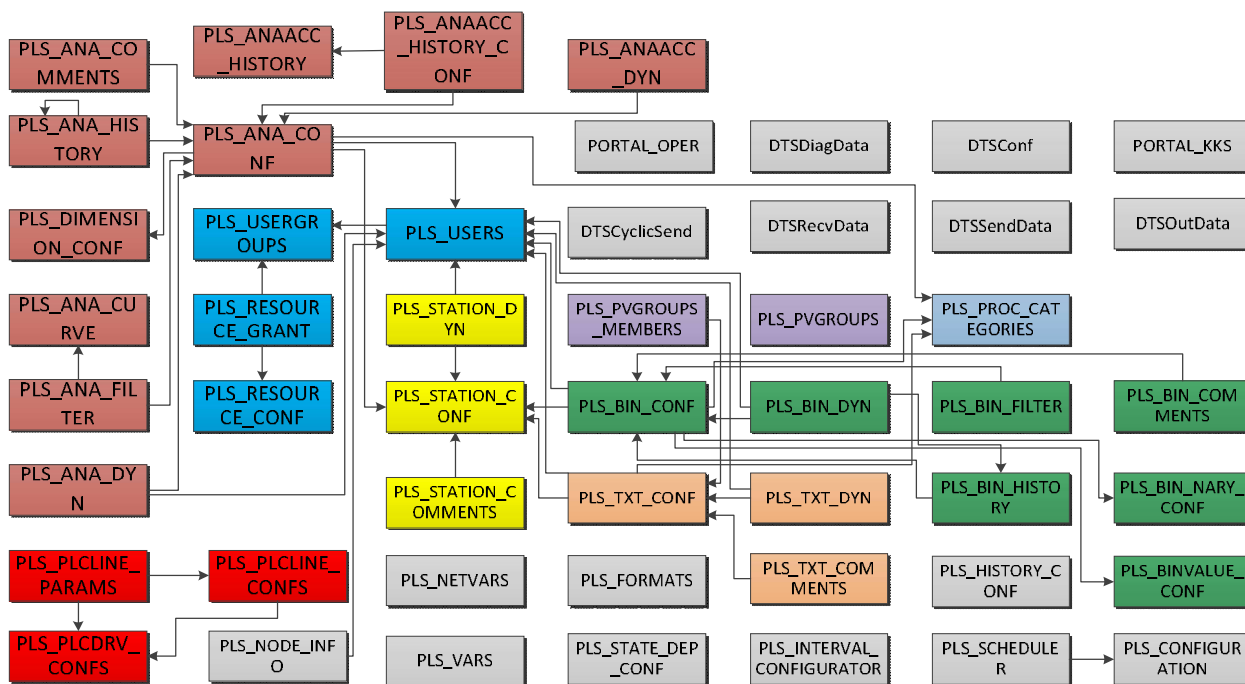 PLS_ANA_CO
MMENTS
PLS_ANAACC
_HISTORY
PLS_ANAACC
_HISTORY_C
ONF
PLS_ANAACC
_DYN
PLS_ANA_HIS
TORY
PLS_ANA_CO
NF
PORTAL_OPER
DTSDiagData
DTSConf
PORTAL_KKS
PLS_DIMENSI
ON_CONF
PLS_USERG
ROUPS
PLS_USERS
DTSCyclicSend
DTSRecvData
DTSSendData
DTSOutData
PLS_ANA_CU
RVE
PLS_RESOUR
CE_GRANT
PLS_STATION_D
YN
PLS_PVGROUPS
_MEMBERS
PLS_PVGROUPS
PLS_PROC_CAT
EGORIES
PLS_ANA_FIL
TER
PLS_RESOUR
CE_CONF
PLS_STATION_C
ONF
PLS_BIN_CONF
PLS_BIN_DYN
PLS_BIN_FILTER
PLS_BIN_COM
MENTS
PLS_ANA_DY
N
PLS_STATION_C
OMMENTS
PLS_TXT_CONF
PLS_TXT_DYN
PLS_BIN_HISTO
RY
PLS_BIN_NARY_
CONF
PLS_PLCLINE_
PARAMS
PLS_PLCLINE
_CONFS
PLS_NETVARS
PLS_FORMATS
PLS_TXT_COM
MENTS
PLS_HISTORY_C
ONF
PLS_BINVALUE_
CONF
PLS_PLCDRV_
CONFS
PLS_NODE_INF
O
PLS_VARS
PLS_STATE_DEP
_CONF
PLS_INTERVAL_
CONFIGURATOR
PLS_SCHEDULE
R
PLS_CONFIGUR
ATION